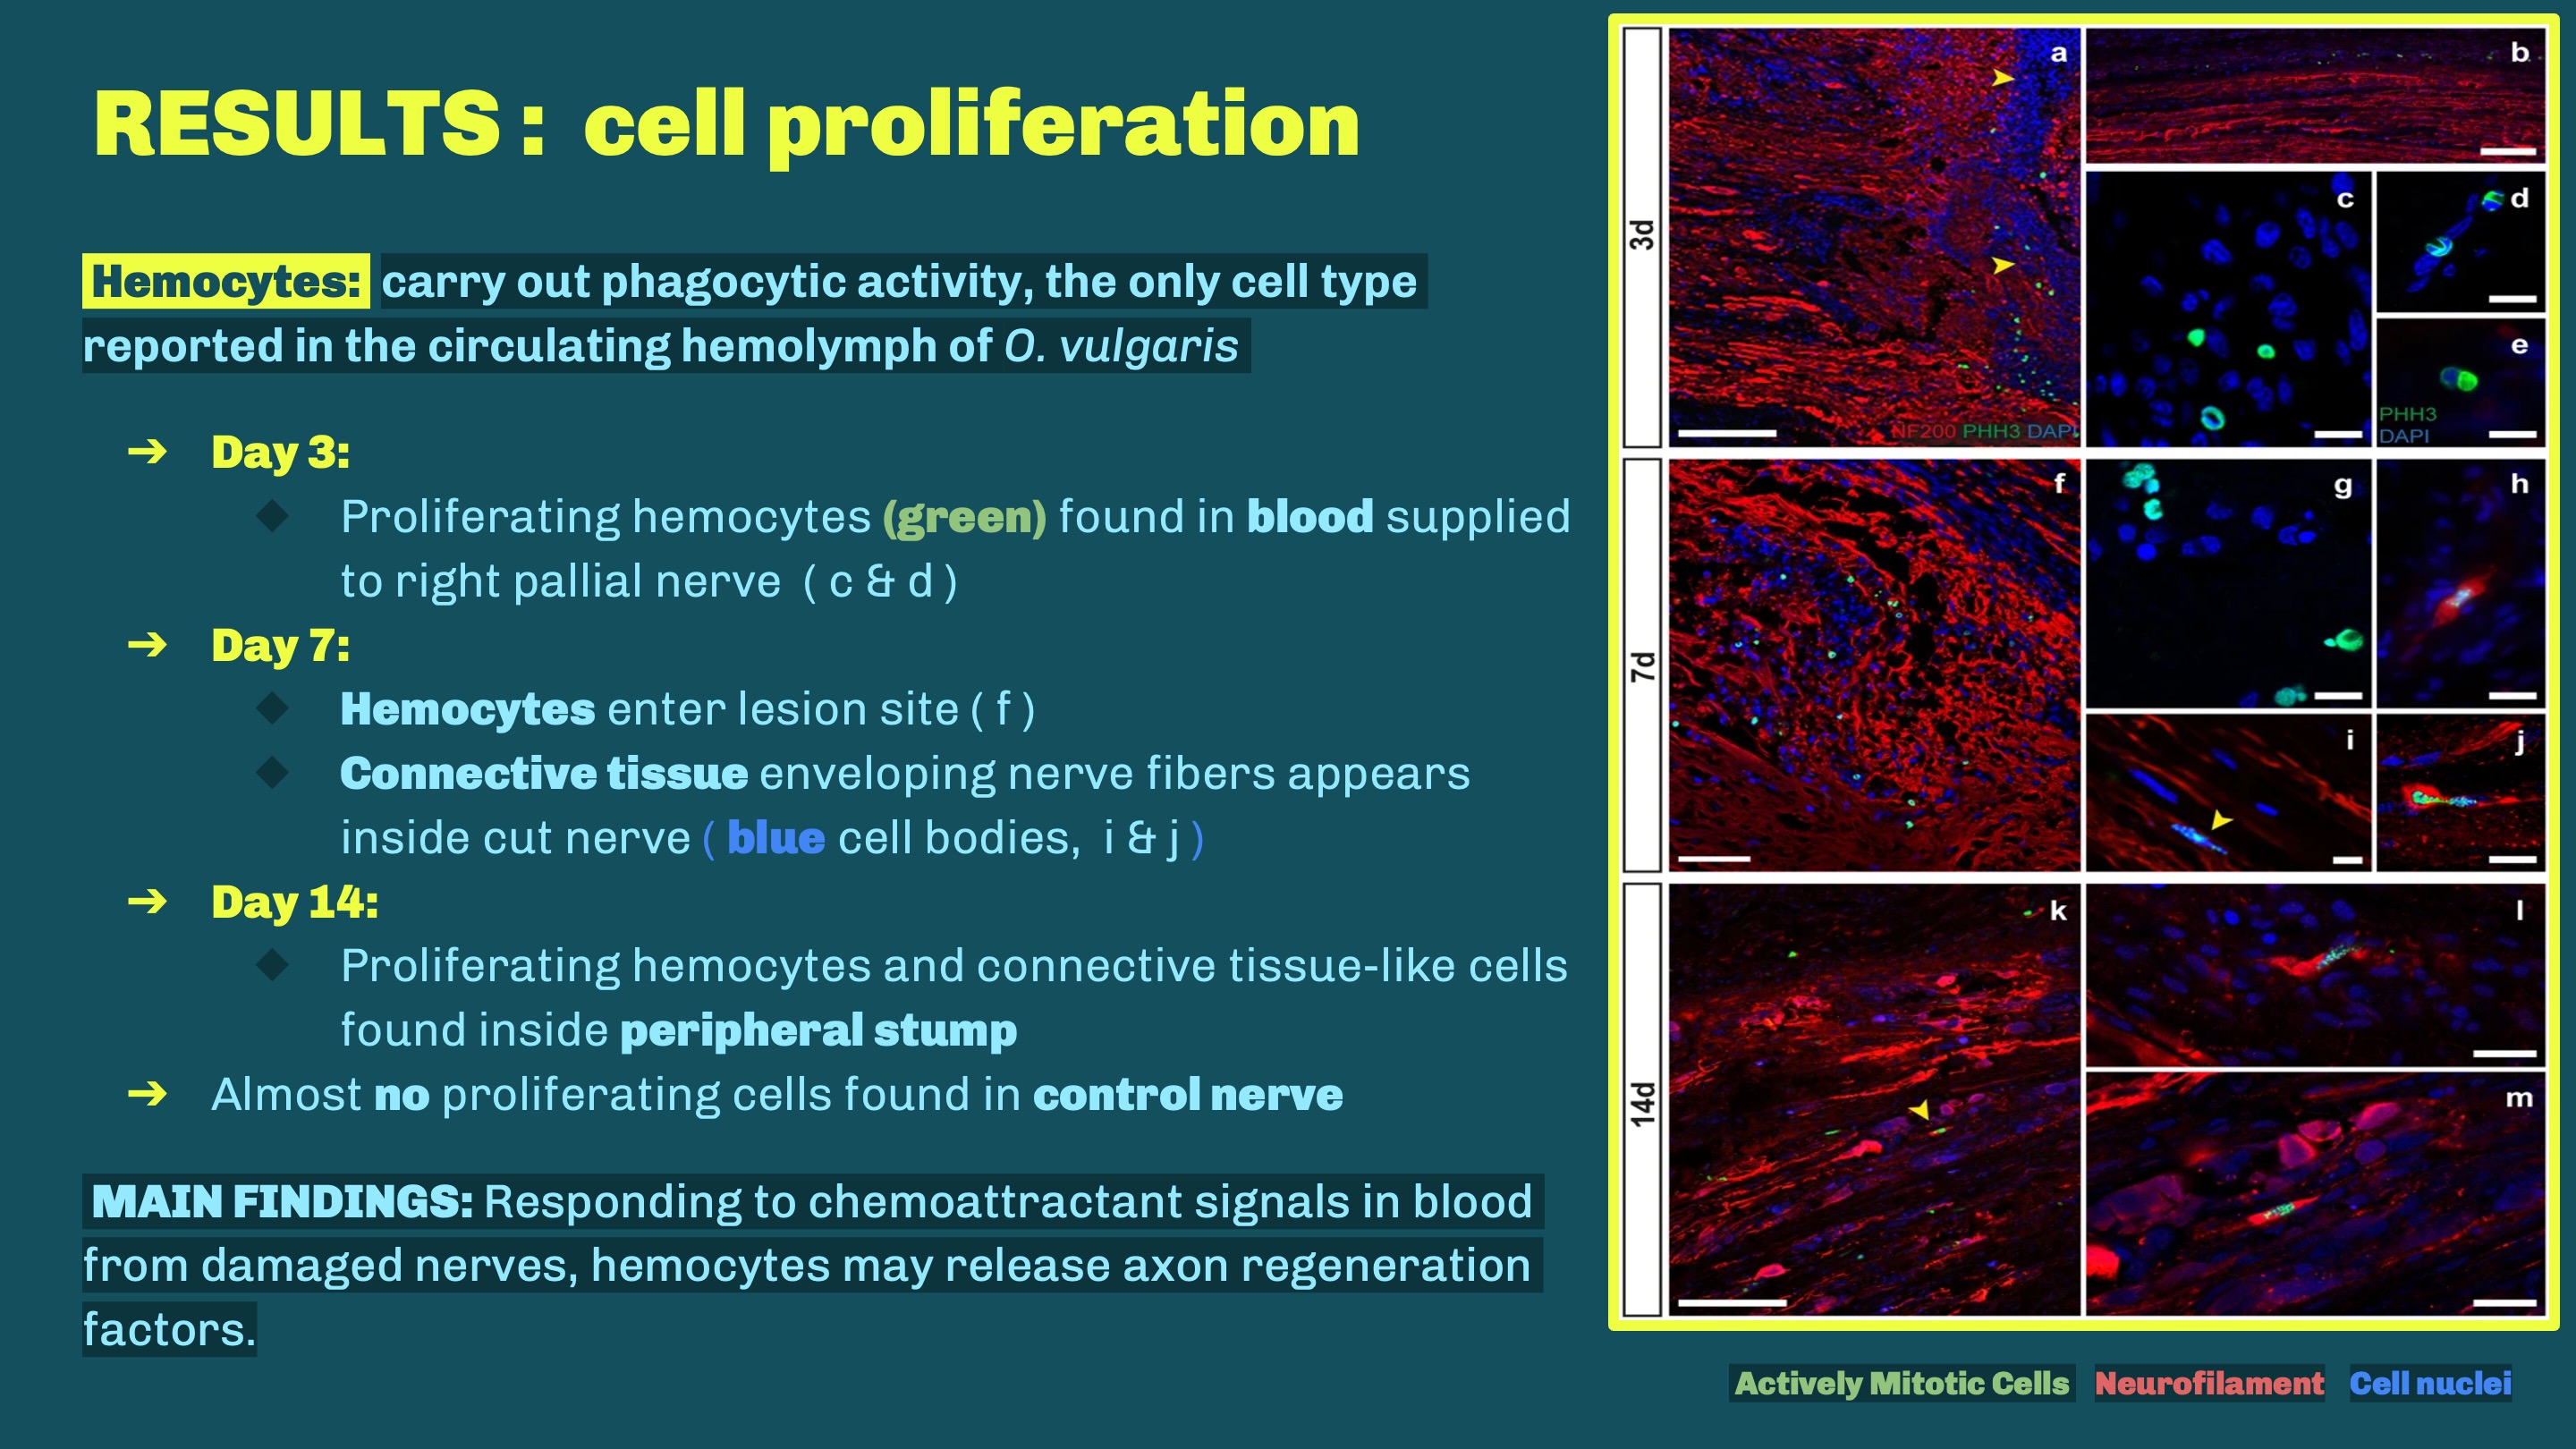 RESULTS : cell proliferation
Hemocytes: carry out phagocytic activity, the only cell type
reported in the circulating hemolymph of O. vulgaris
➔ Day 3:
◆ Proliferating hemocytes (green) found in blood supplied
to right pallial nerve ( c & d )
➔ Day 7:
◆ Hemocytes enter lesion site ( f )
◆ Connective tissue enveloping nerve fibers appears
inside cut nerve ( blue cell bodies, i & j )
➔ Day 14:
◆ Proliferating hemocytes and connective tissue-like cells
found inside peripheral stump
➔ Almost no proliferating cells found in control nerve
MAIN FINDINGS: Responding to chemoattractant signals in blood
from damaged nerves, hemocytes may release axon regeneration
factors.
3d
a
b
c
d
e
NF200 PHH3 DAPI
PHH3
DAPI
7d
f
g
h
i
j
14d
k
l
m
Actively Mitotic Cells Neurofilament Cell nuclei